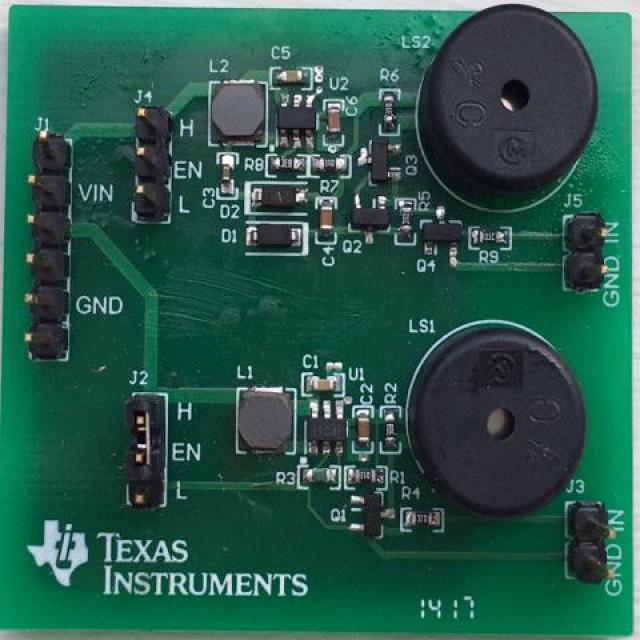 LS2
C5
L2
U2
R6
J4
C6
H
J1
Q3
EN
R8
VIN
C3
R7
L
D2
R5
J5
D1
C4
Q2
Q4
R9
GND IN
GND
LS1
C1
U1
L1
J2
C2
R2
H
EN
R3
R1
L
R4
J3
Q1
GND IN
TEXAS
INSTRUMENTS
1417